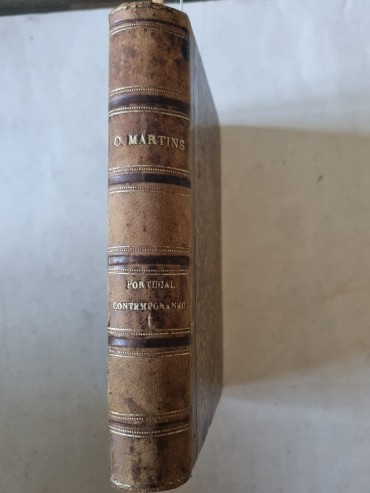 O. MARTINS
PORTUGAL
CONTEMPORANEO
I